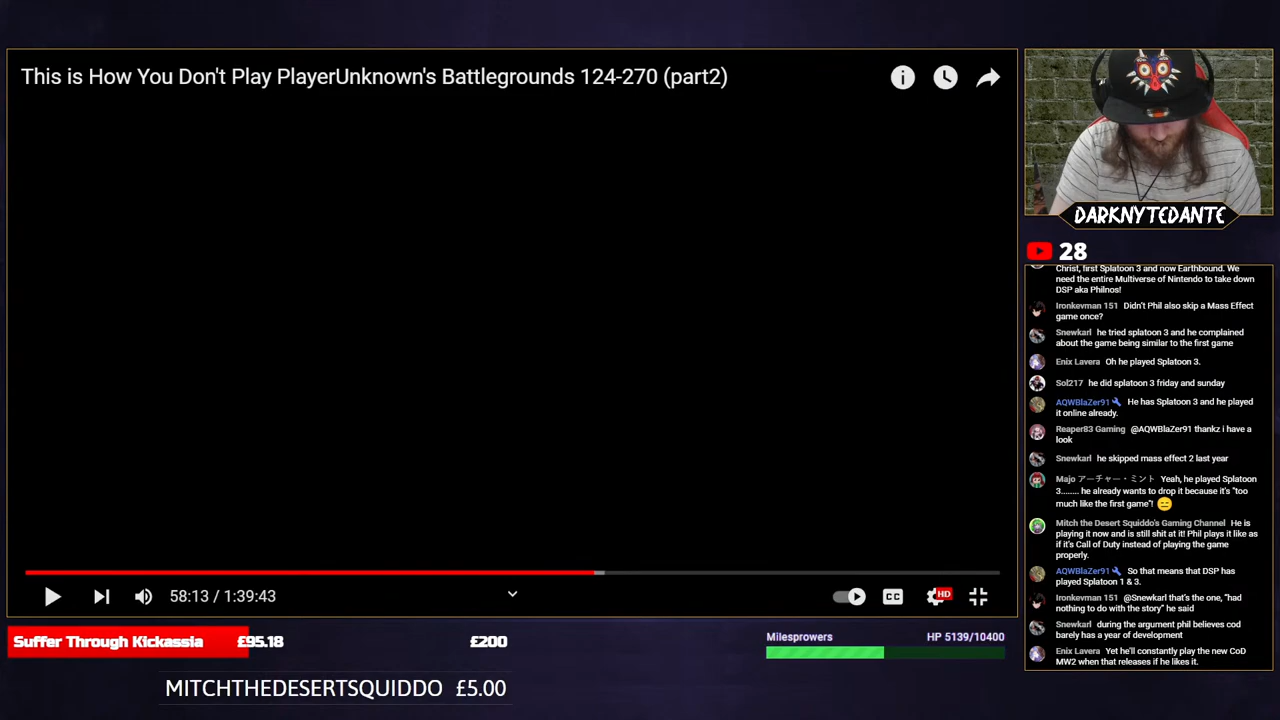 This is How You Don't Play PlayerUnknown's Battlegrounds 124-270 (part2)
DARKNYTEDANTE
28
Christ, first Splatoon 3 and now Earthbound. We
need the entire Multiverse of Nintendo to take down
DSP aka Philnos!
Ironkevman 151 Didn't Phil also skip a Mass Effect
game once?
Snewkarl he tried splatoon 3 and he complained
about the game being similar to the first game
Enix Lavera Oh he played Splatoon 3.
Sol217 he did splatoon 3 friday and sunday
AQWBlaZer91 He has Splatoon 3 and he played
it online already.
Reaper83 Gaming @AQWBlaZer91 thankz i have a
look
Snewkarl he skipped mass effect 2 last year
Majo アーチャー・ミント Yeah, he played Splatoon
3........ he already wants to drop it because it's "too
much like the first game"!
Mitch the Desert Squiddo's Gaming Channel He is
playing it now and is still shit at it! Phil plays it like as
if it's Call of Duty instead of playing the game
properly.
AQWBlaZer91 So that means that DSP has
played Splatoon 1 & 3.
Ironkevman 151 @Snewkarl that's the one, "had
nothing to do with the story" he said
Snewkarl during the argument phil believes cod
barely has a year of development
Enix Lavera Yet he'll constantly play the new CoD
MW2 when that releases if he likes it.
58:13 / 1:39:43
CC
HD
Suffer Through Kickassia £95.18 £200
Milesprowers HP 5139/10400
MITCHTHEDESERTSQUIDDO £5.00